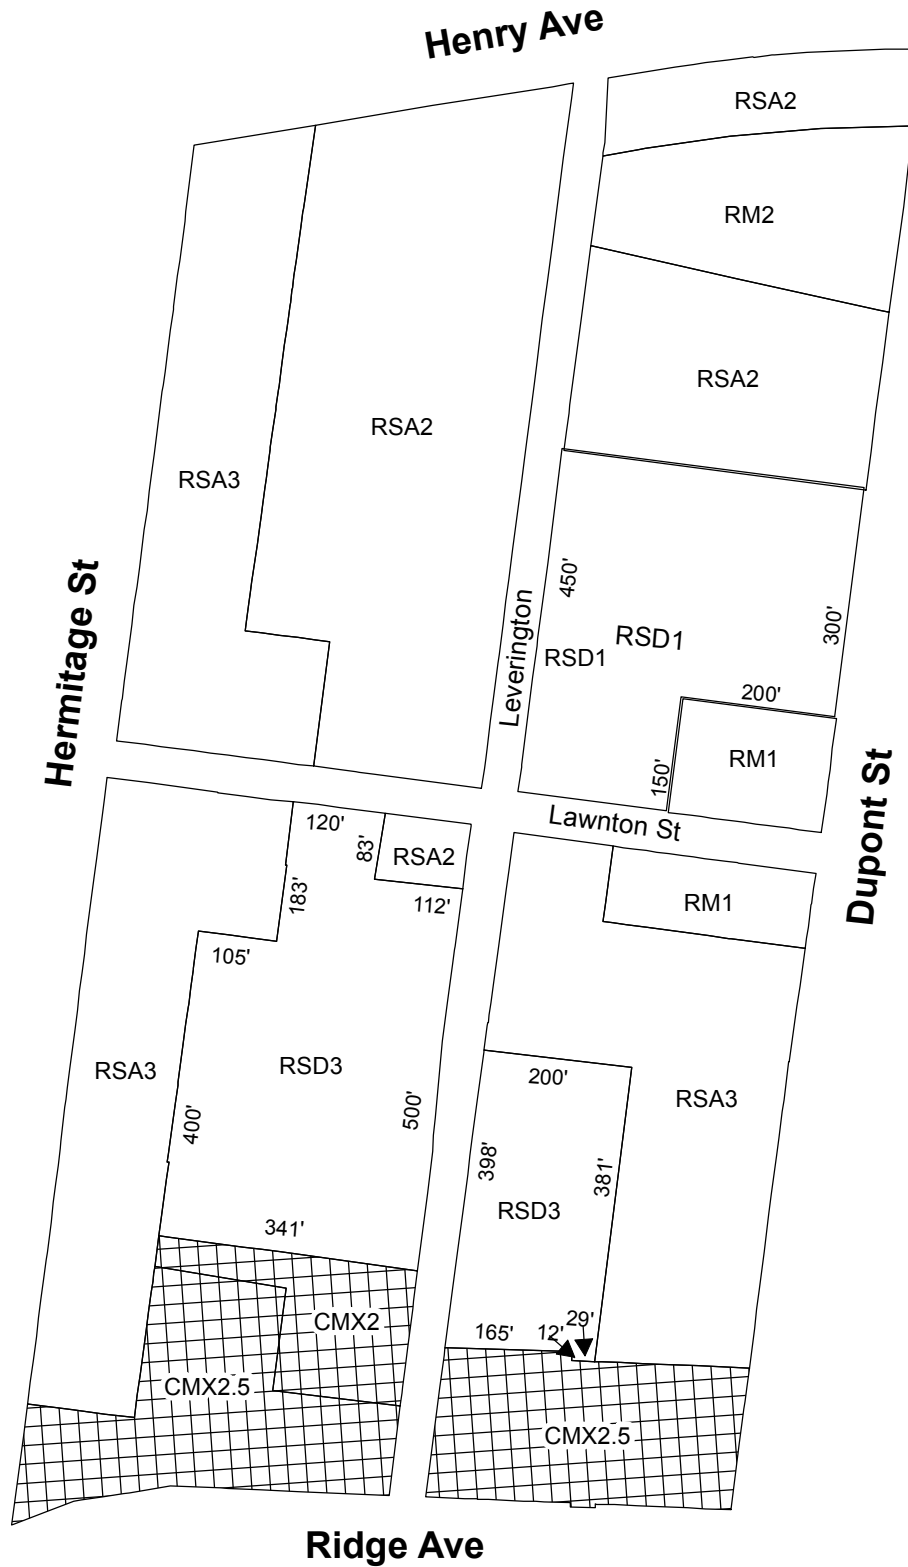 Henry Ave
RSA2
RM2
RSA2
RSA2
RSA3
Hermitage St
Leverington
450'
RSD1
RSD1
300'
200'
150'
RM1
Lawnton St
Dupont St
120'
83'
RSA2
183'
112'
105'
RM1
RSA3
RSD3
400'
500'
200'
RSA3
398'
381'
RSD3
341'
CMX2
165'
12'
29'
CMX2.5
CMX2.5
Ridge Ave